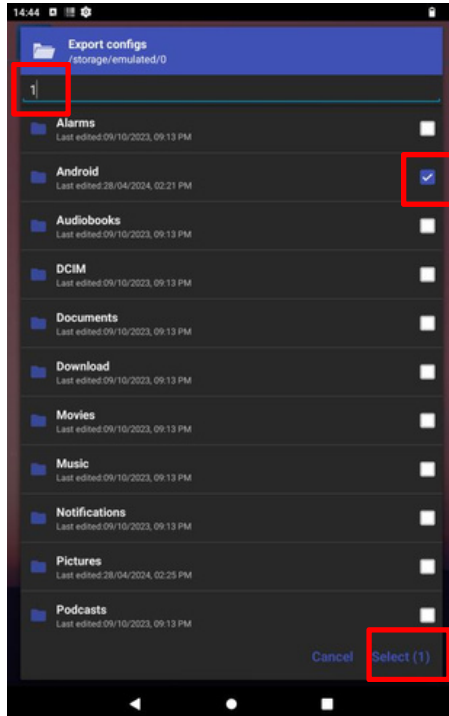 14:44
Export configs
/storage/emulated/0
1
Alarms
Last edited:09/10/2023, 09:13 PM
Android
Last edited:28/04/2024, 02:21 PM
Audiobooks
Last edited:09/10/2023, 09:13 PM
DCIM
Last edited:09/10/2023, 09:13 PM
Documents
Last edited:09/10/2023, 09:13 PM
Download
Last edited:09/10/2023, 09:13 PM
Movies
Last edited:09/10/2023, 09:13 PM
Music
Last edited:09/10/2023, 09:13 PM
Notifications
Last edited:09/10/2023, 09:13 PM
Pictures
Last edited:28/04/2024, 02:25 PM
Podcasts
Last edited:09/10/2023, 09:13 PM
Cancel Select (1)